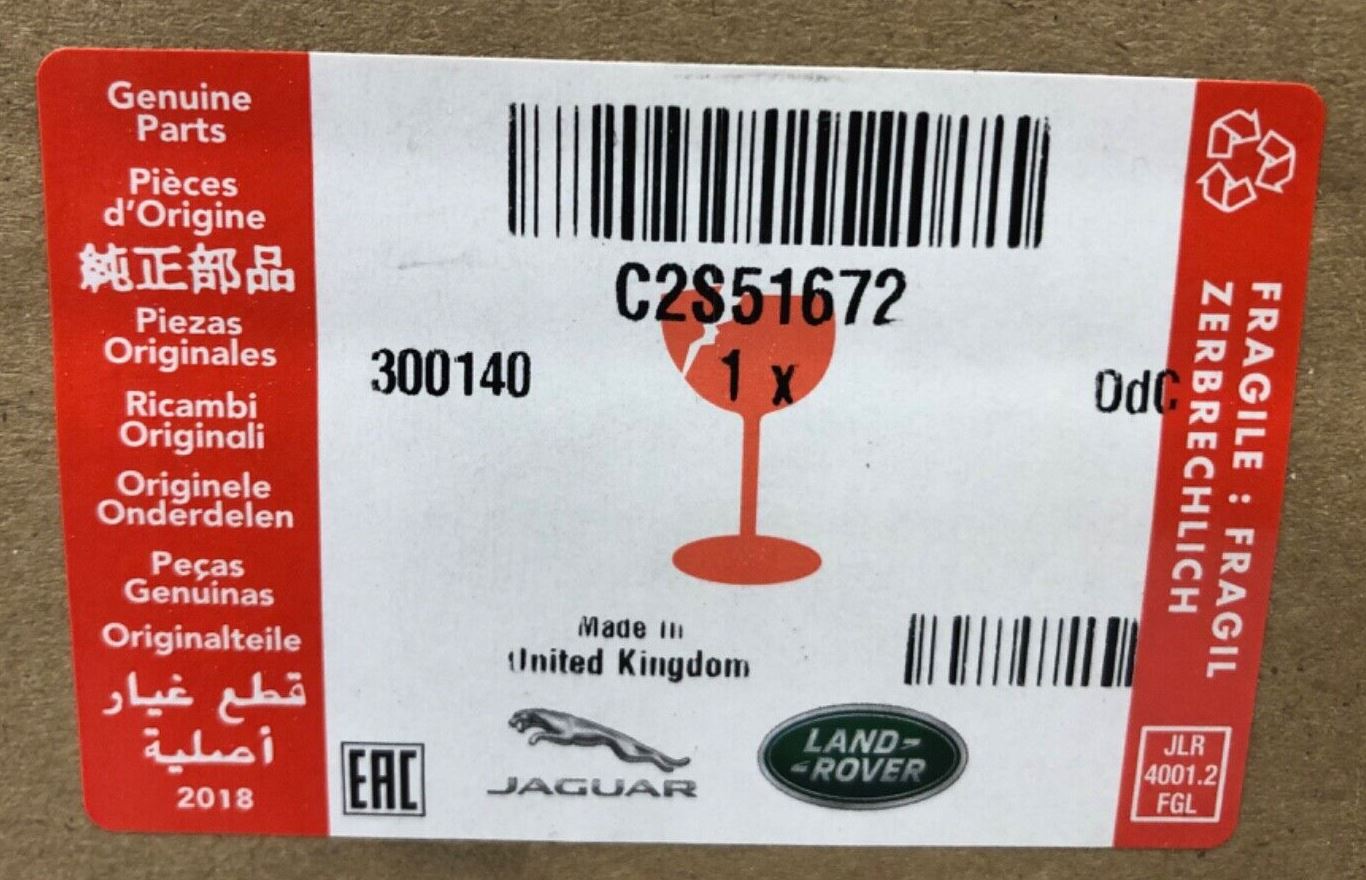 Genuine
Parts
Pièces
d'Origine
純正部品
Piezas
Originales
Ricambi
Originali
Originele
Onderdelen
Peças
Genuinas
Originalteile
قطع غيار
أصلية
2018
C2S51672
300140
1 x
OdC
Made in
United Kingdom
EAC
JAGUAR
LAND-
-ROVER
FRAGILE : FRAGIL
ZERBRECHLICH
JLR
4001.2
FGL